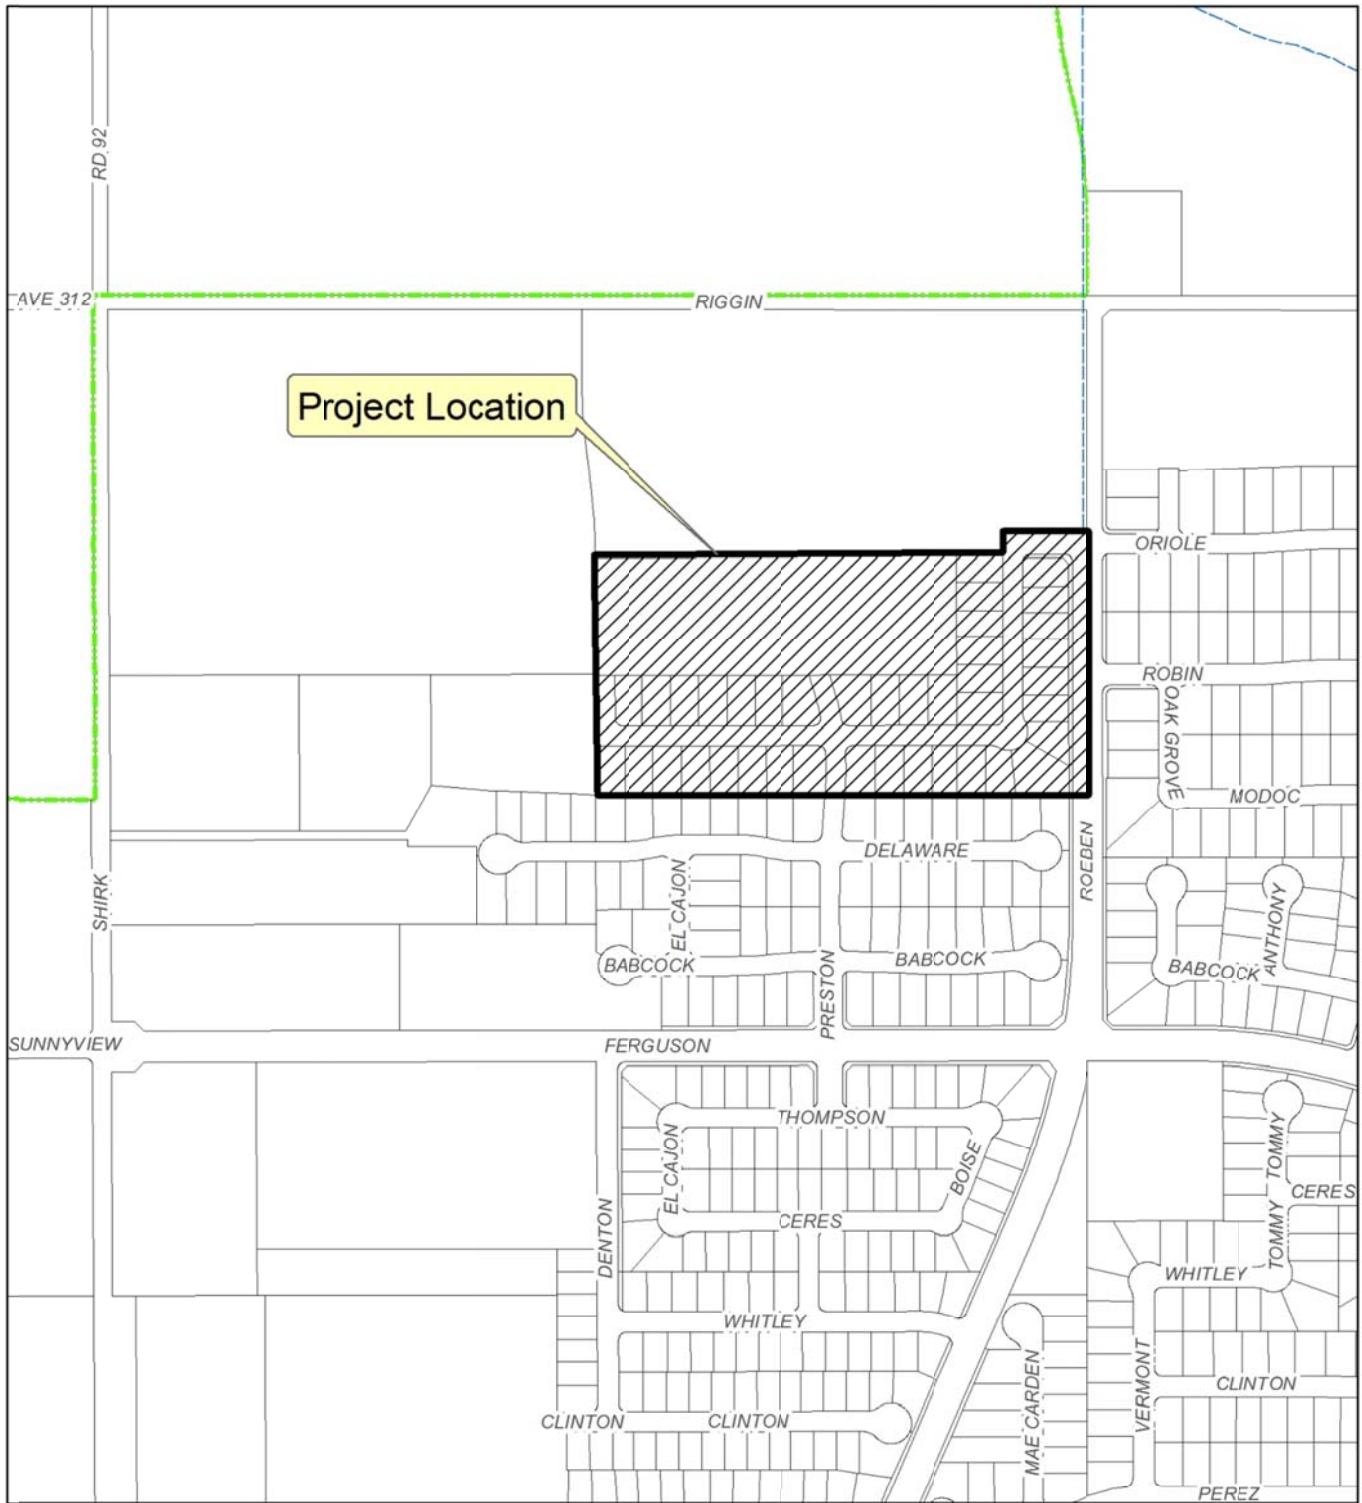 RD 92
AVE 312
RIGGIN
Project Location
ORIOLE
ROBIN
OAK GROVE
MODOC
ROEBEN
DELAWARE
SHIRK
EL CAJON
ANTHONY
BABCOCK
BABCOCK
BABCOCK
PRESTON
SUNNYVIEW
FERGUSON
THOMPSON
TOMMY
EL CAJON
BOISE
CERES
CERES
TOMMY
DENTON
WHITLEY
WHITLEY
MAE CARDEN
VERMONT
CLINTON
CLINTON
CLINTON
PEREZ